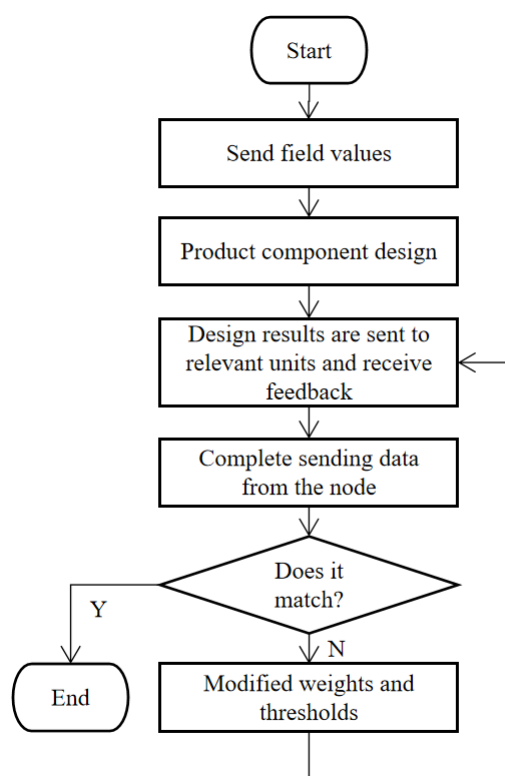 Start
Send field values
Product component design
Design results are sent to
relevant units and receive
feedback
Complete sending data
from the node
Does it
match?
Y
N
End
Modified weights and
thresholds